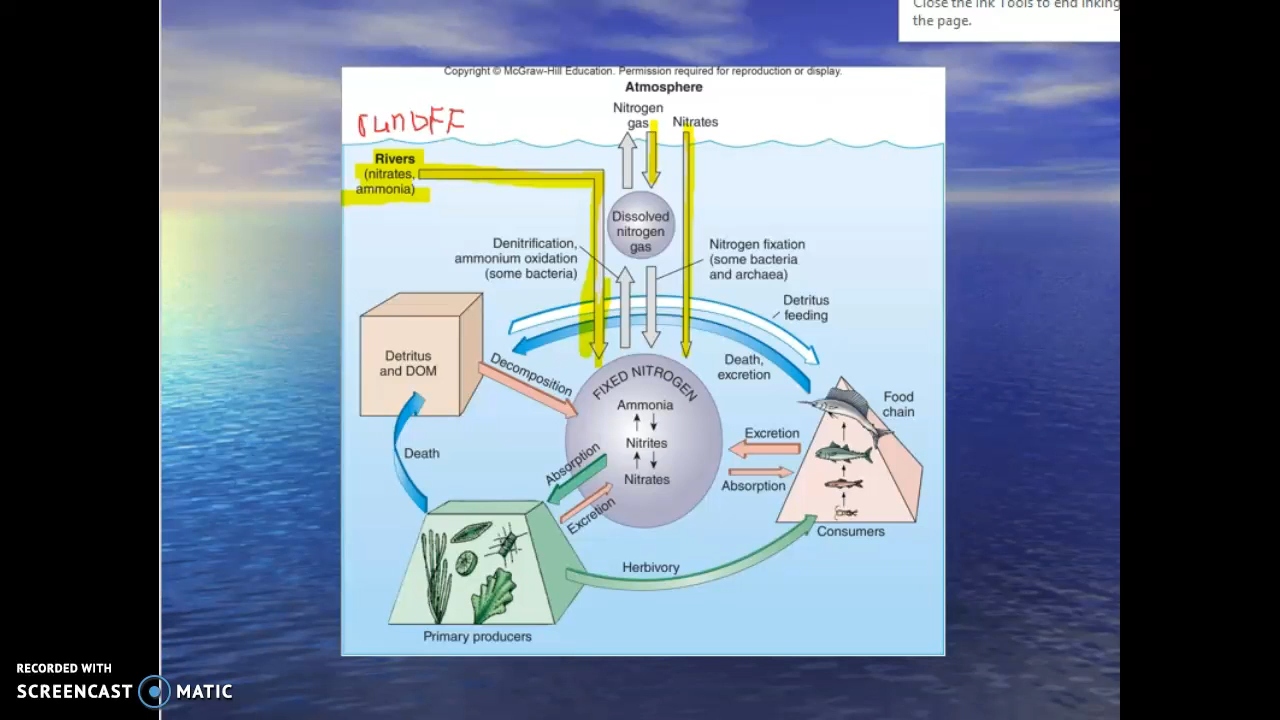 Close the Ink Tools to end inking
the page.
Copyright © McGraw-Hill Education. Permission required for reproduction or display.
Atmosphere
Nitrogen
gas
Nitrates
runoff
Rivers
(nitrates,
ammonia)
Dissolved
nitrogen
gas
Denitrification,
ammonium oxidation
(some bacteria)
Nitrogen fixation
(some bacteria
and archaea)
Detritus
feeding
Detritus
and DOM
Decomposition
Death,
excretion
FIXED NITROGEN
Ammonia
Nitrites
Nitrates
Food
chain
Excretion
Absorption
Death
Absorption
Excretion
Consumers
Herbivory
Primary producers
RECORDED WITH
SCREENCAST MATIC